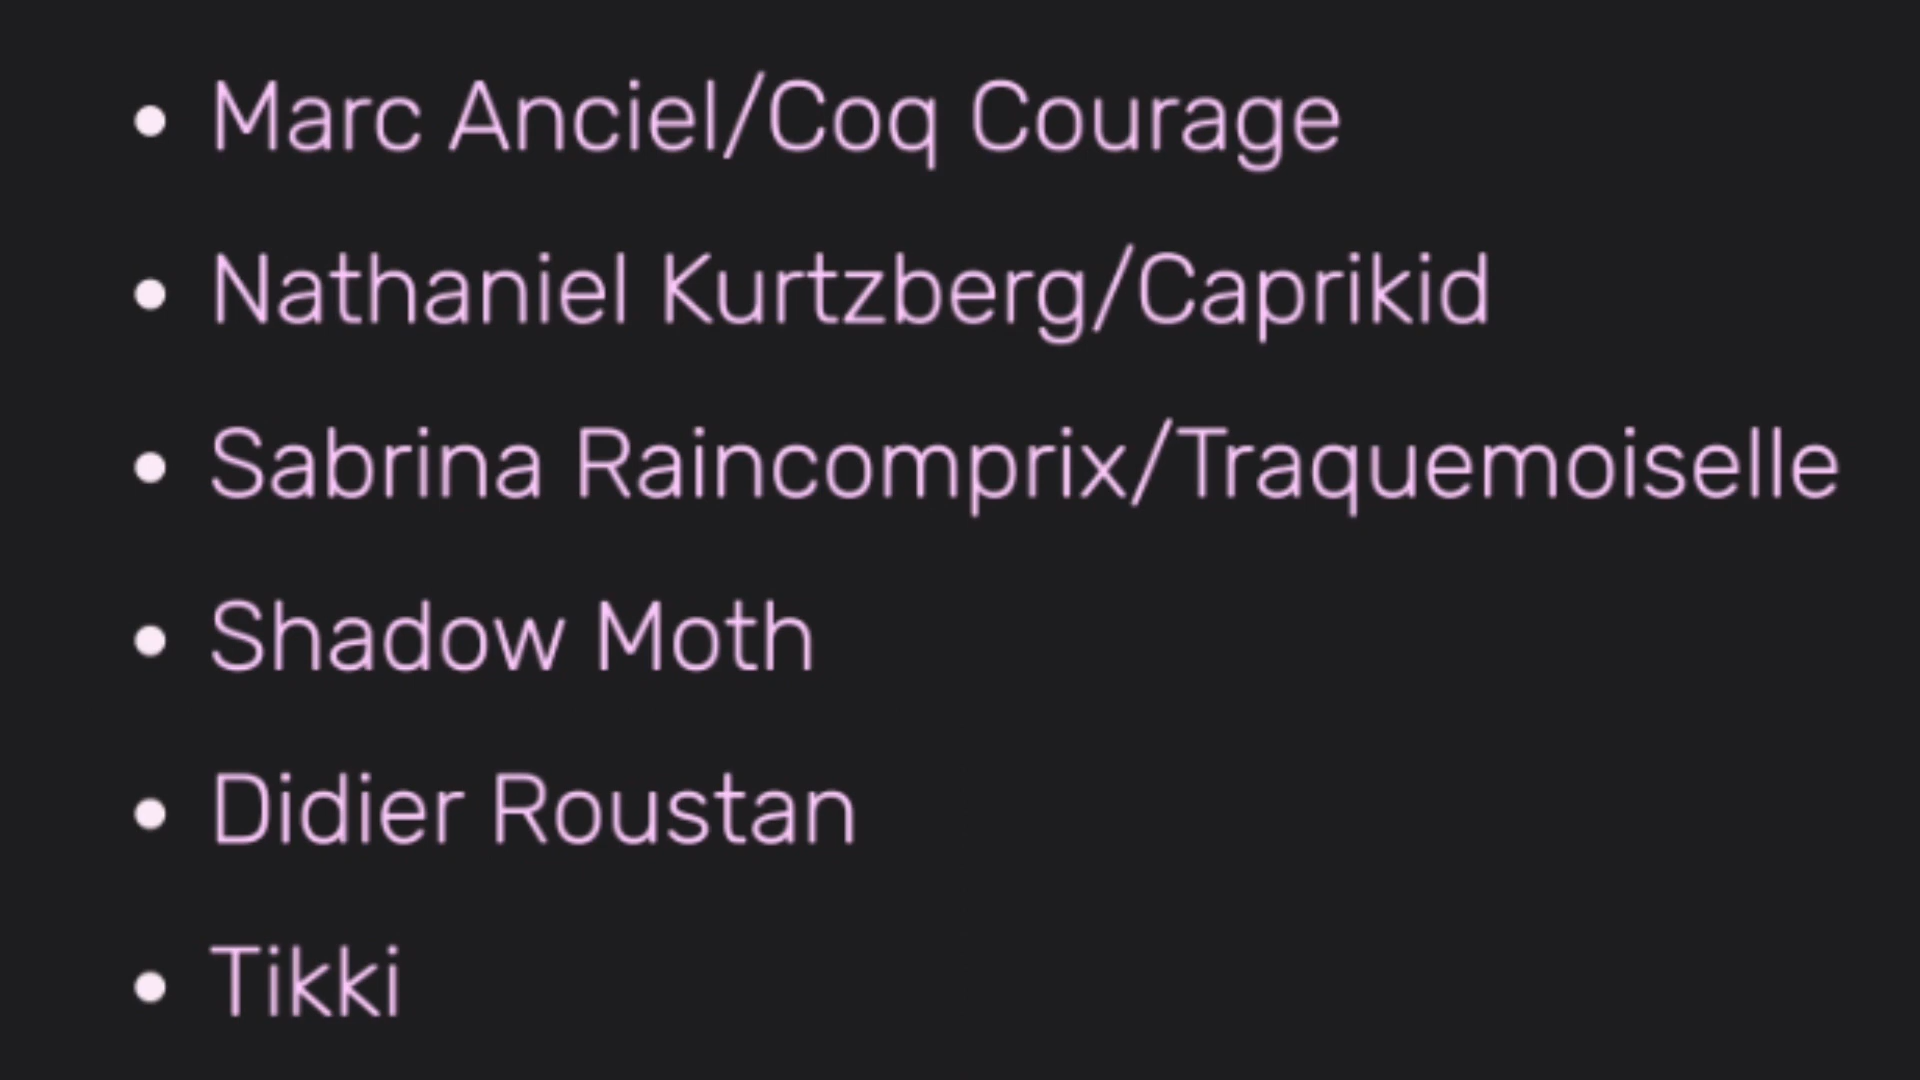 • Marc Anciel/Coq Courage
• Nathaniel Kurtzberg/Caprikid
• Sabrina Raincomprix/Traquemoiselle
• Shadow Moth
• Didier Roustan
• Tikki